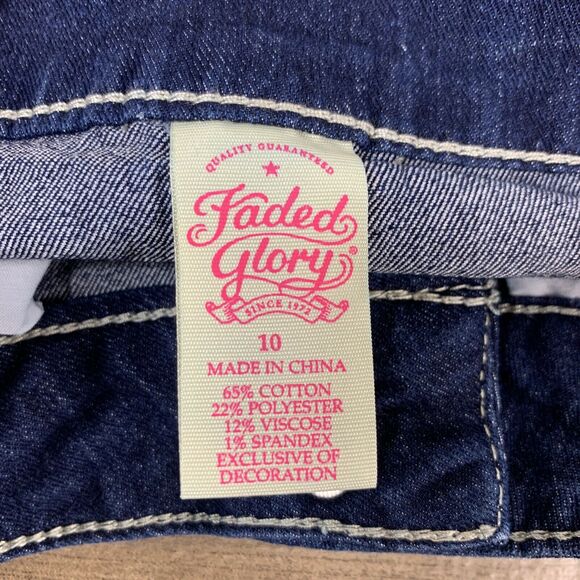 QUALITY GUARANTEED
Faded
Glory®
SINCE 1972
10
MADE IN CHINA
65% COTTON
22% POLYESTER
12% VISCOSE
1% SPANDEX
EXCLUSIVE OF
DECORATION